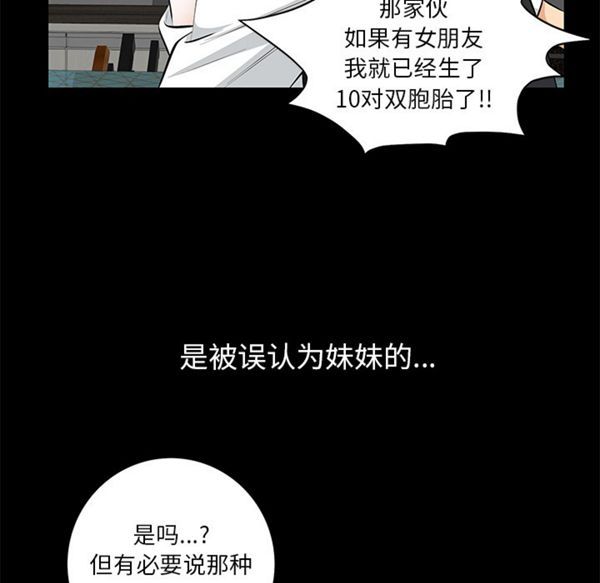 那家伙
如果有女朋友
我就已经生了
10对双胞胎了!!
是被误认为妹妹的...
是吗...?
但有必要说那种